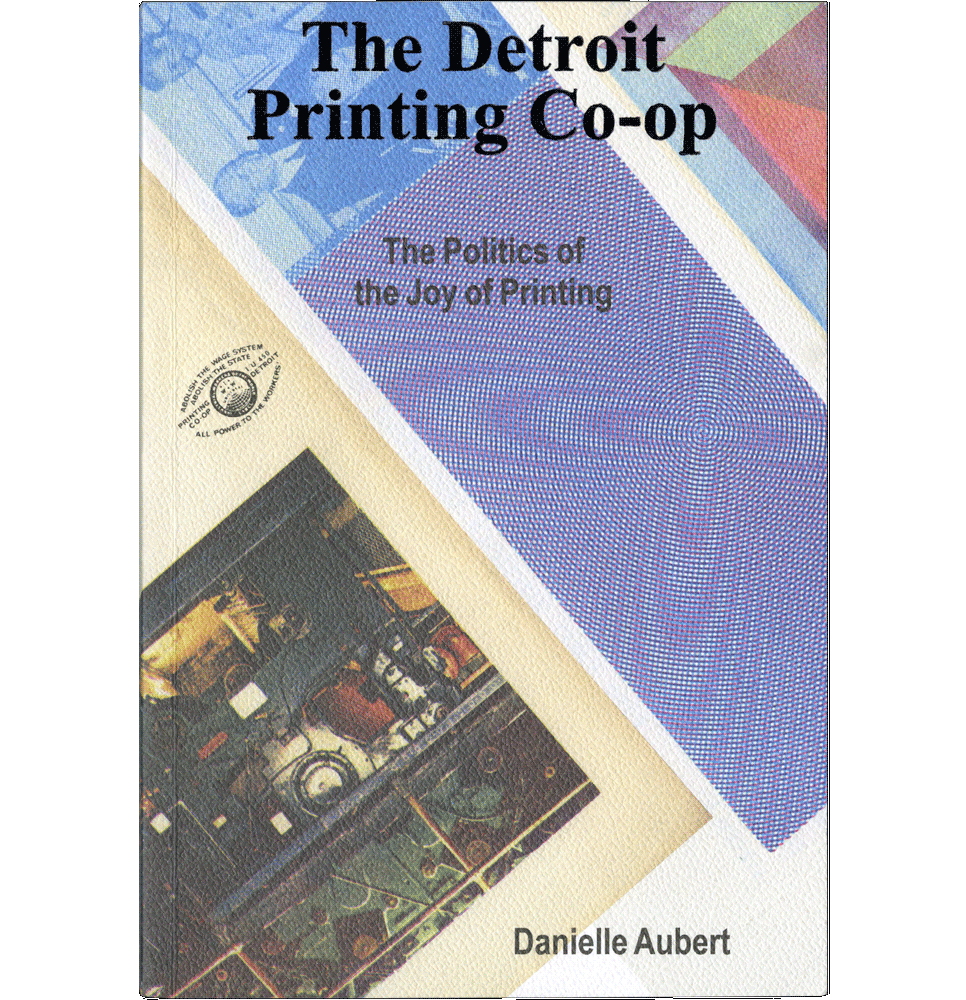 The Detroit
Printing Co-op
The Politics of
the Joy of Printing
ABOLISH THE WAGE SYSTEM
ABOLISH THE STATE
PRINTING
CO-OP
I.U. 450
DETROIT
ALL POWER TO THE WORKERS'
Danielle Aubert